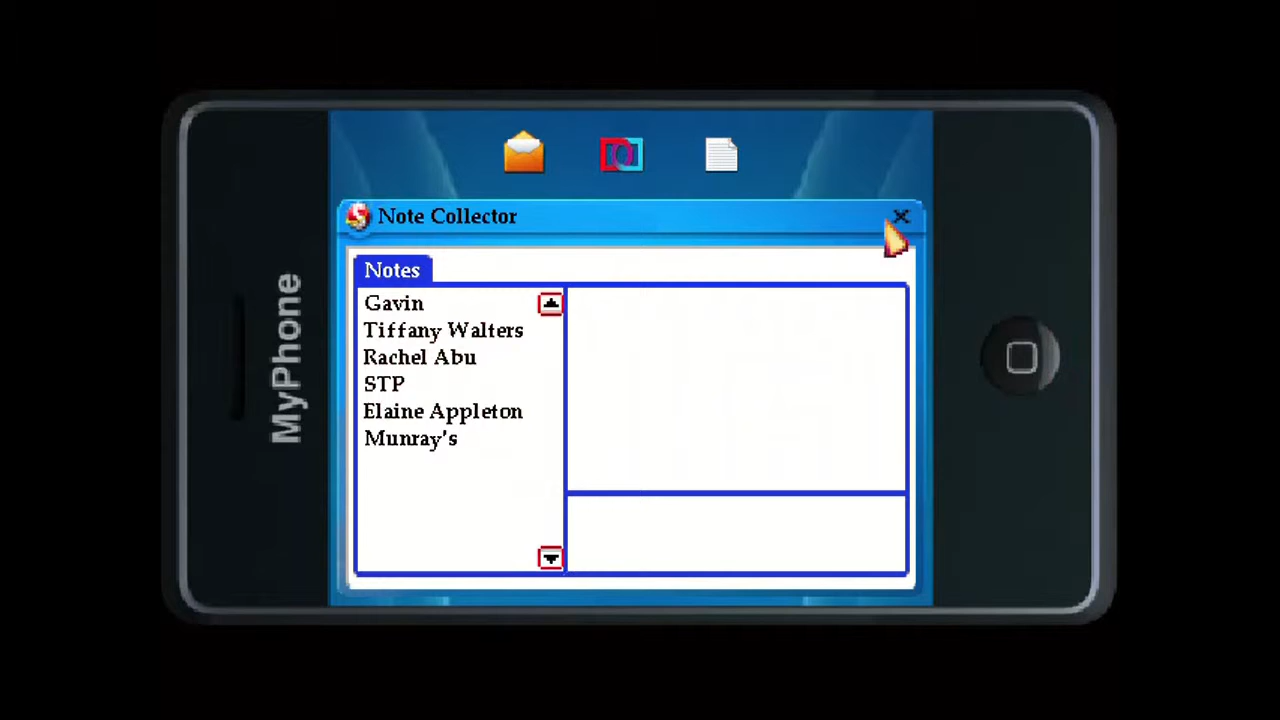 MyPhone
Note Collector
Notes
Gavin
Tiffany Walters
Rachel Abu
STP
Elaine Appleton
Munray's